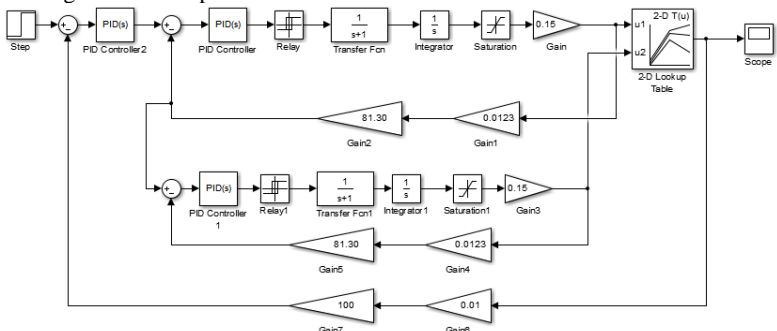 PID(s)
PID(s)
1
s+1
1
s
0.15
2-D T(u)
u1
u2
Step
PID Controller2
PID Controller
Relay
Transfer Fcn
Integrator
Saturation
Gain
2-D Lookup
Table
Scope
81.30
0.0123
Gain2
Gain1
PID(s)
1
s+1
1
s
0.15
PID Controller
1
Relay1
Transfer Fcn1
Integrator1
Saturation1
Gain3
81.30
0.0123
Gain5
Gain4
100
0.01
Gain7
Gain6